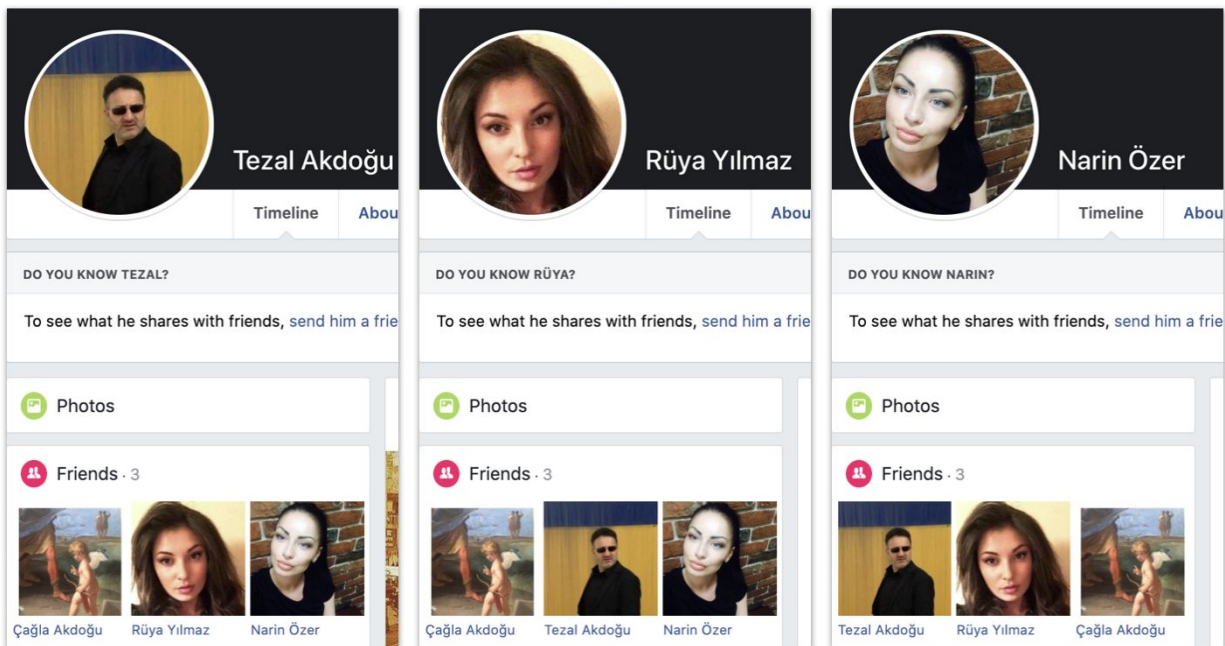 Tezal Akdoğu
Timeline
Abou
DO YOU KNOW TEZAL?
To see what he shares with friends, send him a frie
Photos
Friends · 3
Çağla Akdoğu
Rüya Yılmaz
Narin Özer
Rüya Yılmaz
Timeline
Abou
DO YOU KNOW RÜYA?
To see what he shares with friends, send him a frie
Photos
Friends · 3
Çağla Akdoğu
Tezal Akdoğu
Narin Özer
Narin Özer
Timeline
Abou
DO YOU KNOW NARIN?
To see what he shares with friends, send him a frie
Photos
Friends · 3
Tezal Akdoğu
Rüya Yılmaz
Çağla Akdoğu